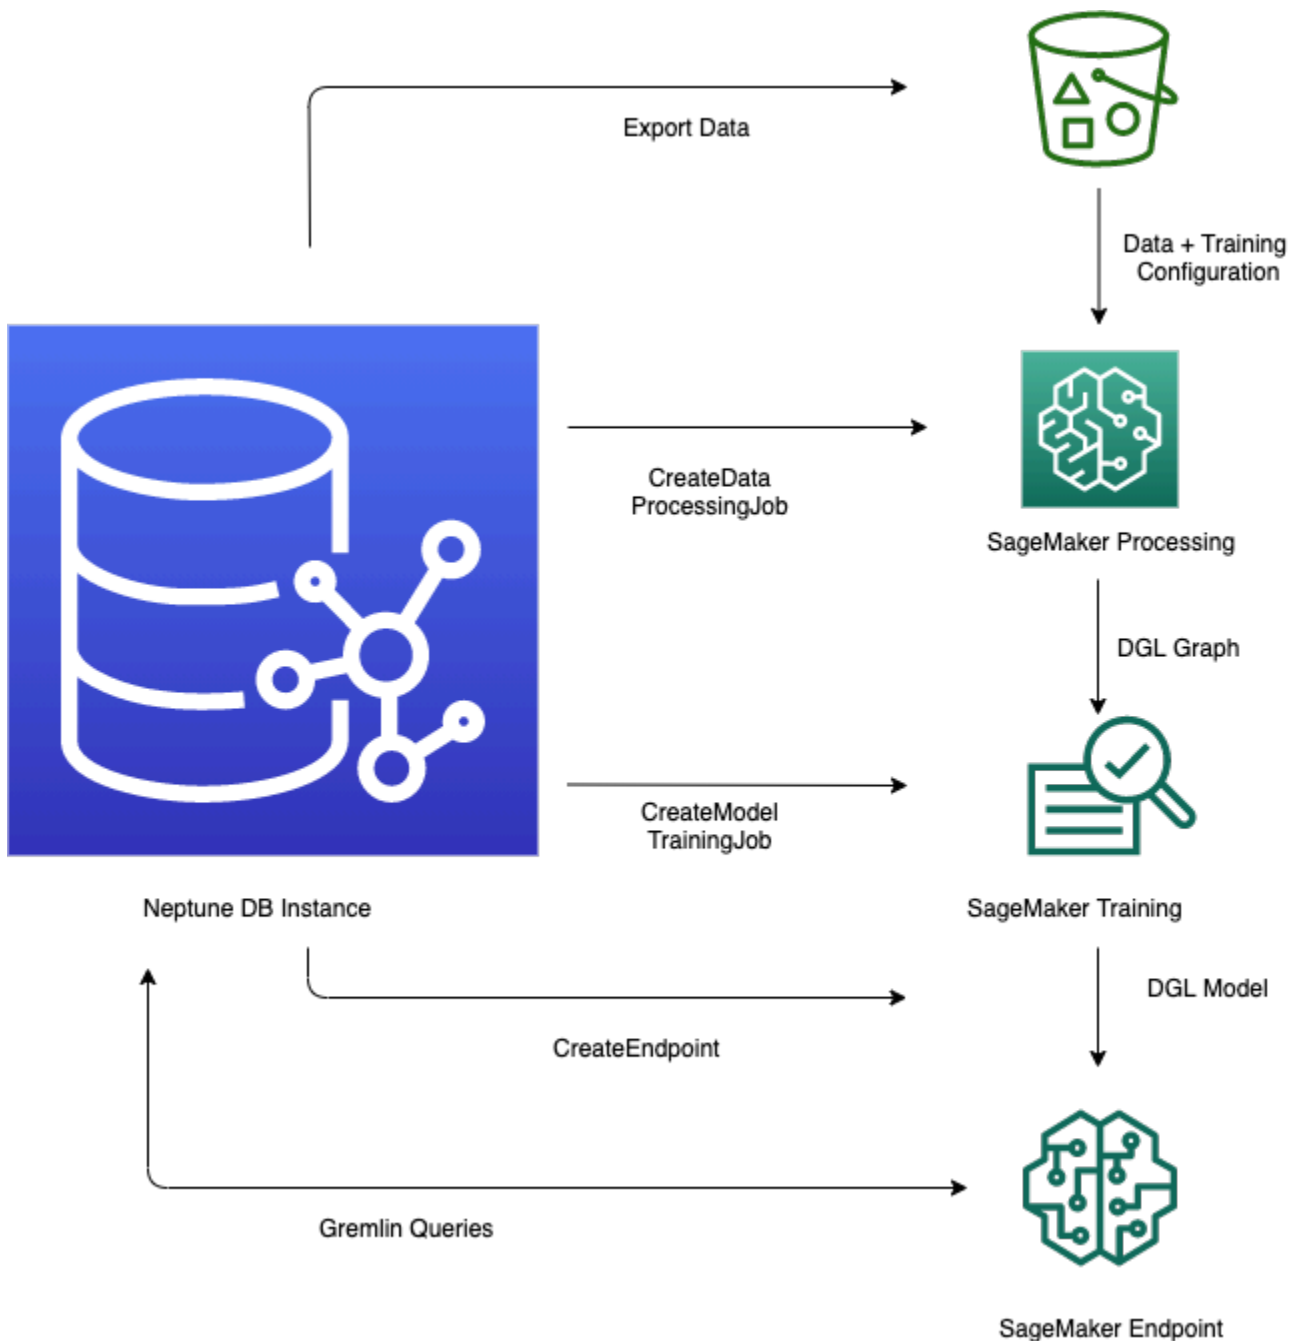 Export Data
Data + Training
Configuration
CreateData
ProcessingJob
SageMaker Processing
DGL Graph
CreateModel
TrainingJob
Neptune DB Instance
SageMaker Training
DGL Model
CreateEndpoint
Gremlin Queries
SageMaker Endpoint